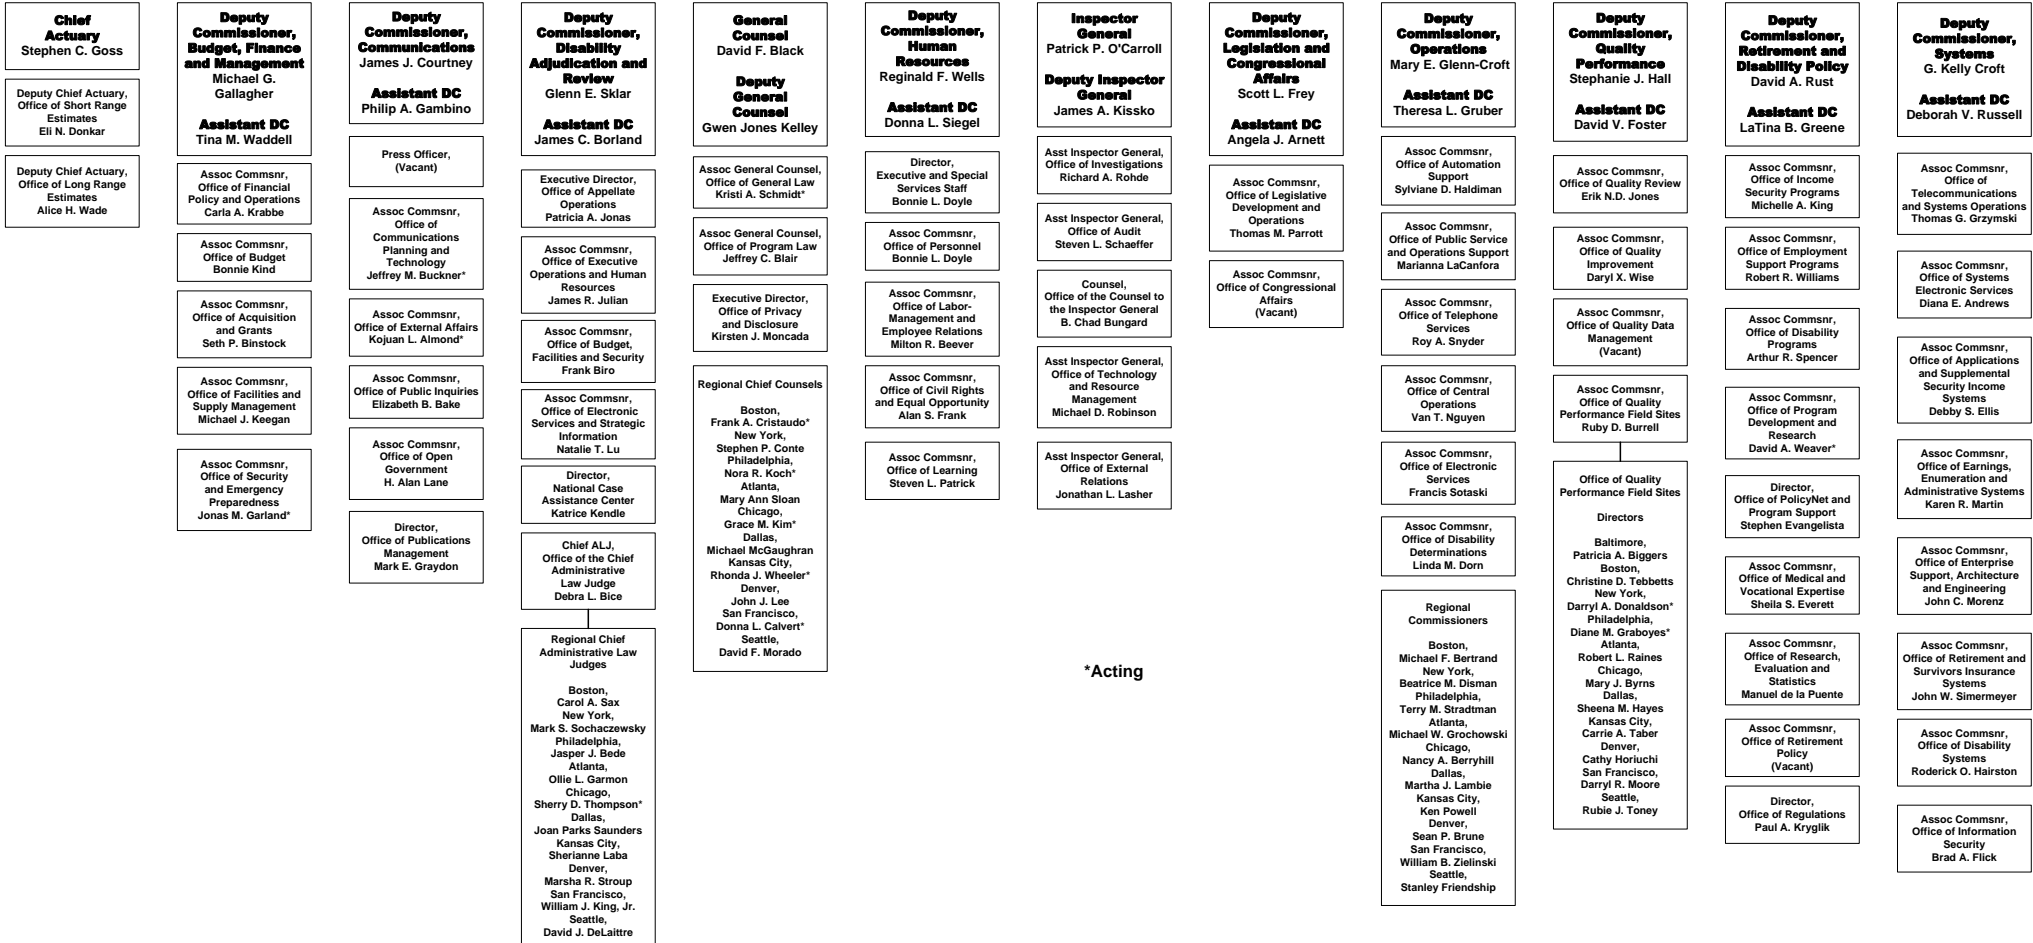 Chief
Actuary
Stephen C. Goss
Deputy Chief Actuary,
Office of Short Range
Estimates
Eli N. Donkar
Deputy Chief Actuary,
Office of Long Range
Estimates
Alice H. Wade
Deputy
Commissioner,
Budget, Finance
and Management
Michael G.
Gallagher
Assistant DC
Tina M. Waddell
Assoc Commsnr,
Office of Financial
Policy and Operations
Carla A. Krabbe
Assoc Commsnr,
Office of Budget
Bonnie Kind
Assoc Commsnr,
Office of Acquisition
and Grants
Seth P. Binstock
Assoc Commsnr,
Office of Facilities and
Supply Management
Michael J. Keegan
Assoc Commsnr,
Office of Security
and Emergency
Preparedness
Jonas M. Garland*
Deputy
Commissioner,
Communications
James J. Courtney
Assistant DC
Philip A. Gambino
Press Officer,
(Vacant)
Assoc Commsnr,
Office of
Communications
Planning and
Technology
Jeffrey M. Buckner*
Assoc Commsnr,
Office of External Affairs
Kojuan L. Almond*
Assoc Commsnr,
Office of Public Inquiries
Elizabeth B. Bake
Assoc Commsnr,
Office of Open
Government
H. Alan Lane
Director,
Office of Publications
Management
Mark E. Graydon
Deputy
Commissioner,
Disability
Adjudication and
Review
Glenn E. Sklar
Assistant DC
James C. Borland
Executive Director,
Office of Appellate
Operations
Patricia A. Jonas
Assoc Commsnr,
Office of Executive
Operations and Human
Resources
James R. Julian
Assoc Commsnr,
Office of Budget,
Facilities and Security
Frank Biro
Assoc Commsnr,
Office of Electronic
Services and Strategic
Information
Natalie T. Lu
Director,
National Case
Assistance Center
Katrice Kendle
Chief ALJ,
Office of the Chief
Administrative
Law Judge
Debra L. Bice
Regional Chief
Administrative Law
Judges
Boston,
Carol A. Sax
New York,
Mark S. Sochaczewsky
Philadelphia,
Jasper J. Bede
Atlanta,
Ollie L. Garmon
Chicago,
Sherry D. Thompson*
Dallas,
Joan Parks Saunders
Kansas City,
Sherianne Laba
Denver,
Marsha R. Stroup
San Francisco,
William J. King, Jr.
Seattle,
David J. DeLaittre
General
Counsel
David F. Black
Deputy
General
Counsel
Gwen Jones Kelley
Assoc General Counsel,
Office of General Law
Kristi A. Schmidt*
Assoc General Counsel,
Office of Program Law
Jeffrey C. Blair
Executive Director,
Office of Privacy
and Disclosure
Kirsten J. Moncada
Regional Chief Counsels
Boston,
Frank A. Cristaudo*
New York,
Stephen P. Conte
Philadelphia,
Nora R. Koch*
Atlanta,
Mary Ann Sloan
Chicago,
Grace M. Kim*
Dallas,
Michael McGaughran
Kansas City,
Rhonda J. Wheeler*
Denver,
John J. Lee
San Francisco,
Donna L. Calvert*
Seattle,
David F. Morado
Deputy
Commissioner,
Human
Resources
Reginald F. Wells
Assistant DC
Donna L. Siegel
Director,
Executive and Special
Services Staff
Bonnie L. Doyle
Assoc Commsnr,
Office of Personnel
Bonnie L. Doyle
Assoc Commsnr,
Office of Labor-
Management and
Employee Relations
Milton R. Beever
Assoc Commsnr,
Office of Civil Rights
and Equal Opportunity
Alan S. Frank
Assoc Commsnr,
Office of Learning
Steven L. Patrick
Inspector
General
Patrick P. O'Carroll
Deputy Inspector
General
James A. Kissko
Asst Inspector General,
Office of Investigations
Richard A. Rohde
Asst Inspector General,
Office of Audit
Steven L. Schaeffer
Counsel,
Office of the Counsel to
the Inspector General
B. Chad Bungard
Asst Inspector General,
Office of Technology
and Resource
Management
Michael D. Robinson
Asst Inspector General,
Office of External
Relations
Jonathan L. Lasher
*Acting
Deputy
Commissioner,
Legislation and
Congressional
Affairs
Scott L. Frey
Assistant DC
Angela J. Arnett
Assoc Commsnr,
Office of Legislative
Development and
Operations
Thomas M. Parrott
Assoc Commsnr,
Office of Congressional
Affairs
(Vacant)
Deputy
Commissioner,
Operations
Mary E. Glenn-Croft
Assistant DC
Theresa L. Gruber
Assoc Commsnr,
Office of Automation
Support
Sylviane D. Haldiman
Assoc Commsnr,
Office of Public Service
and Operations Support
Marianna LaCanfora
Assoc Commsnr,
Office of Telephone
Services
Roy A. Snyder
Assoc Commsnr,
Office of Central
Operations
Van T. Nguyen
Assoc Commsnr,
Office of Electronic
Services
Francis Sotaski
Assoc Commsnr,
Office of Disability
Determinations
Linda M. Dorn
Regional
Commissioners
Boston,
Michael F. Bertrand
New York,
Beatrice M. Disman
Philadelphia,
Terry M. Stradtman
Atlanta,
Michael W. Grochowski
Chicago,
Nancy A. Berryhill
Dallas,
Martha J. Lambie
Kansas City,
Ken Powell
Denver,
Sean P. Brune
San Francisco,
William B. Zielinski
Seattle,
Stanley Friendship
Deputy
Commissioner,
Quality
Performance
Stephanie J. Hall
Assistant DC
David V. Foster
Assoc Commsnr,
Office of Quality Review
Erik N.D. Jones
Assoc Commsnr,
Office of Quality
Improvement
Daryl X. Wise
Assoc Commsnr,
Office of Quality Data
Management
(Vacant)
Assoc Commsnr,
Office of Quality
Performance Field Sites
Ruby D. Burrell
Office of Quality
Performance Field Sites
Directors
Baltimore,
Patricia A. Biggers
Boston,
Christine D. Tebbetts
New York,
Darryl A. Donaldson*
Philadelphia,
Diane M. Graboyes*
Atlanta,
Robert L. Raines
Chicago,
Mary J. Byrns
Dallas,
Sheena M. Hayes
Kansas City,
Carrie A. Taber
Denver,
Cathy Horiuchi
San Francisco,
Darryl R. Moore
Seattle,
Rubie J. Toney
Deputy
Commissioner,
Retirement and
Disability Policy
David A. Rust
Assistant DC
LaTina B. Greene
Assoc Commsnr,
Office of Income
Security Programs
Michelle A. King
Assoc Commsnr,
Office of Employment
Support Programs
Robert R. Williams
Assoc Commsnr,
Office of Disability
Programs
Arthur R. Spencer
Assoc Commsnr,
Office of Program
Development and
Research
David A. Weaver*
Director,
Office of PolicyNet and
Program Support
Stephen Evangelista
Assoc Commsnr,
Office of Medical and
Vocational Expertise
Sheila S. Everett
Assoc Commsnr,
Office of Research,
Evaluation and
Statistics
Manuel de la Puente
Assoc Commsnr,
Office of Retirement
Policy
(Vacant)
Director,
Office of Regulations
Paul A. Kryglik
Deputy
Commissioner,
Systems
G. Kelly Croft
Assistant DC
Deborah V. Russell
Assoc Commsnr,
Office of
Telecommunications
and Systems Operations
Thomas G. Grzymski
Assoc Commsnr,
Office of Systems
Electronic Services
Diana E. Andrews
Assoc Commsnr,
Office of Applications
and Supplemental
Security Income
Systems
Debby S. Ellis
Assoc Commsnr,
Office of Earnings,
Enumeration and
Administrative Systems
Karen R. Martin
Assoc Commsnr,
Office of Enterprise
Support, Architecture
and Engineering
John C. Morenz
Assoc Commsnr,
Office of Retirement and
Survivors Insurance
Systems
John W. Simermeyer
Assoc Commsnr,
Office of Disability
Systems
Roderick O. Hairston
Assoc Commsnr,
Office of Information
Security
Brad A. Flick